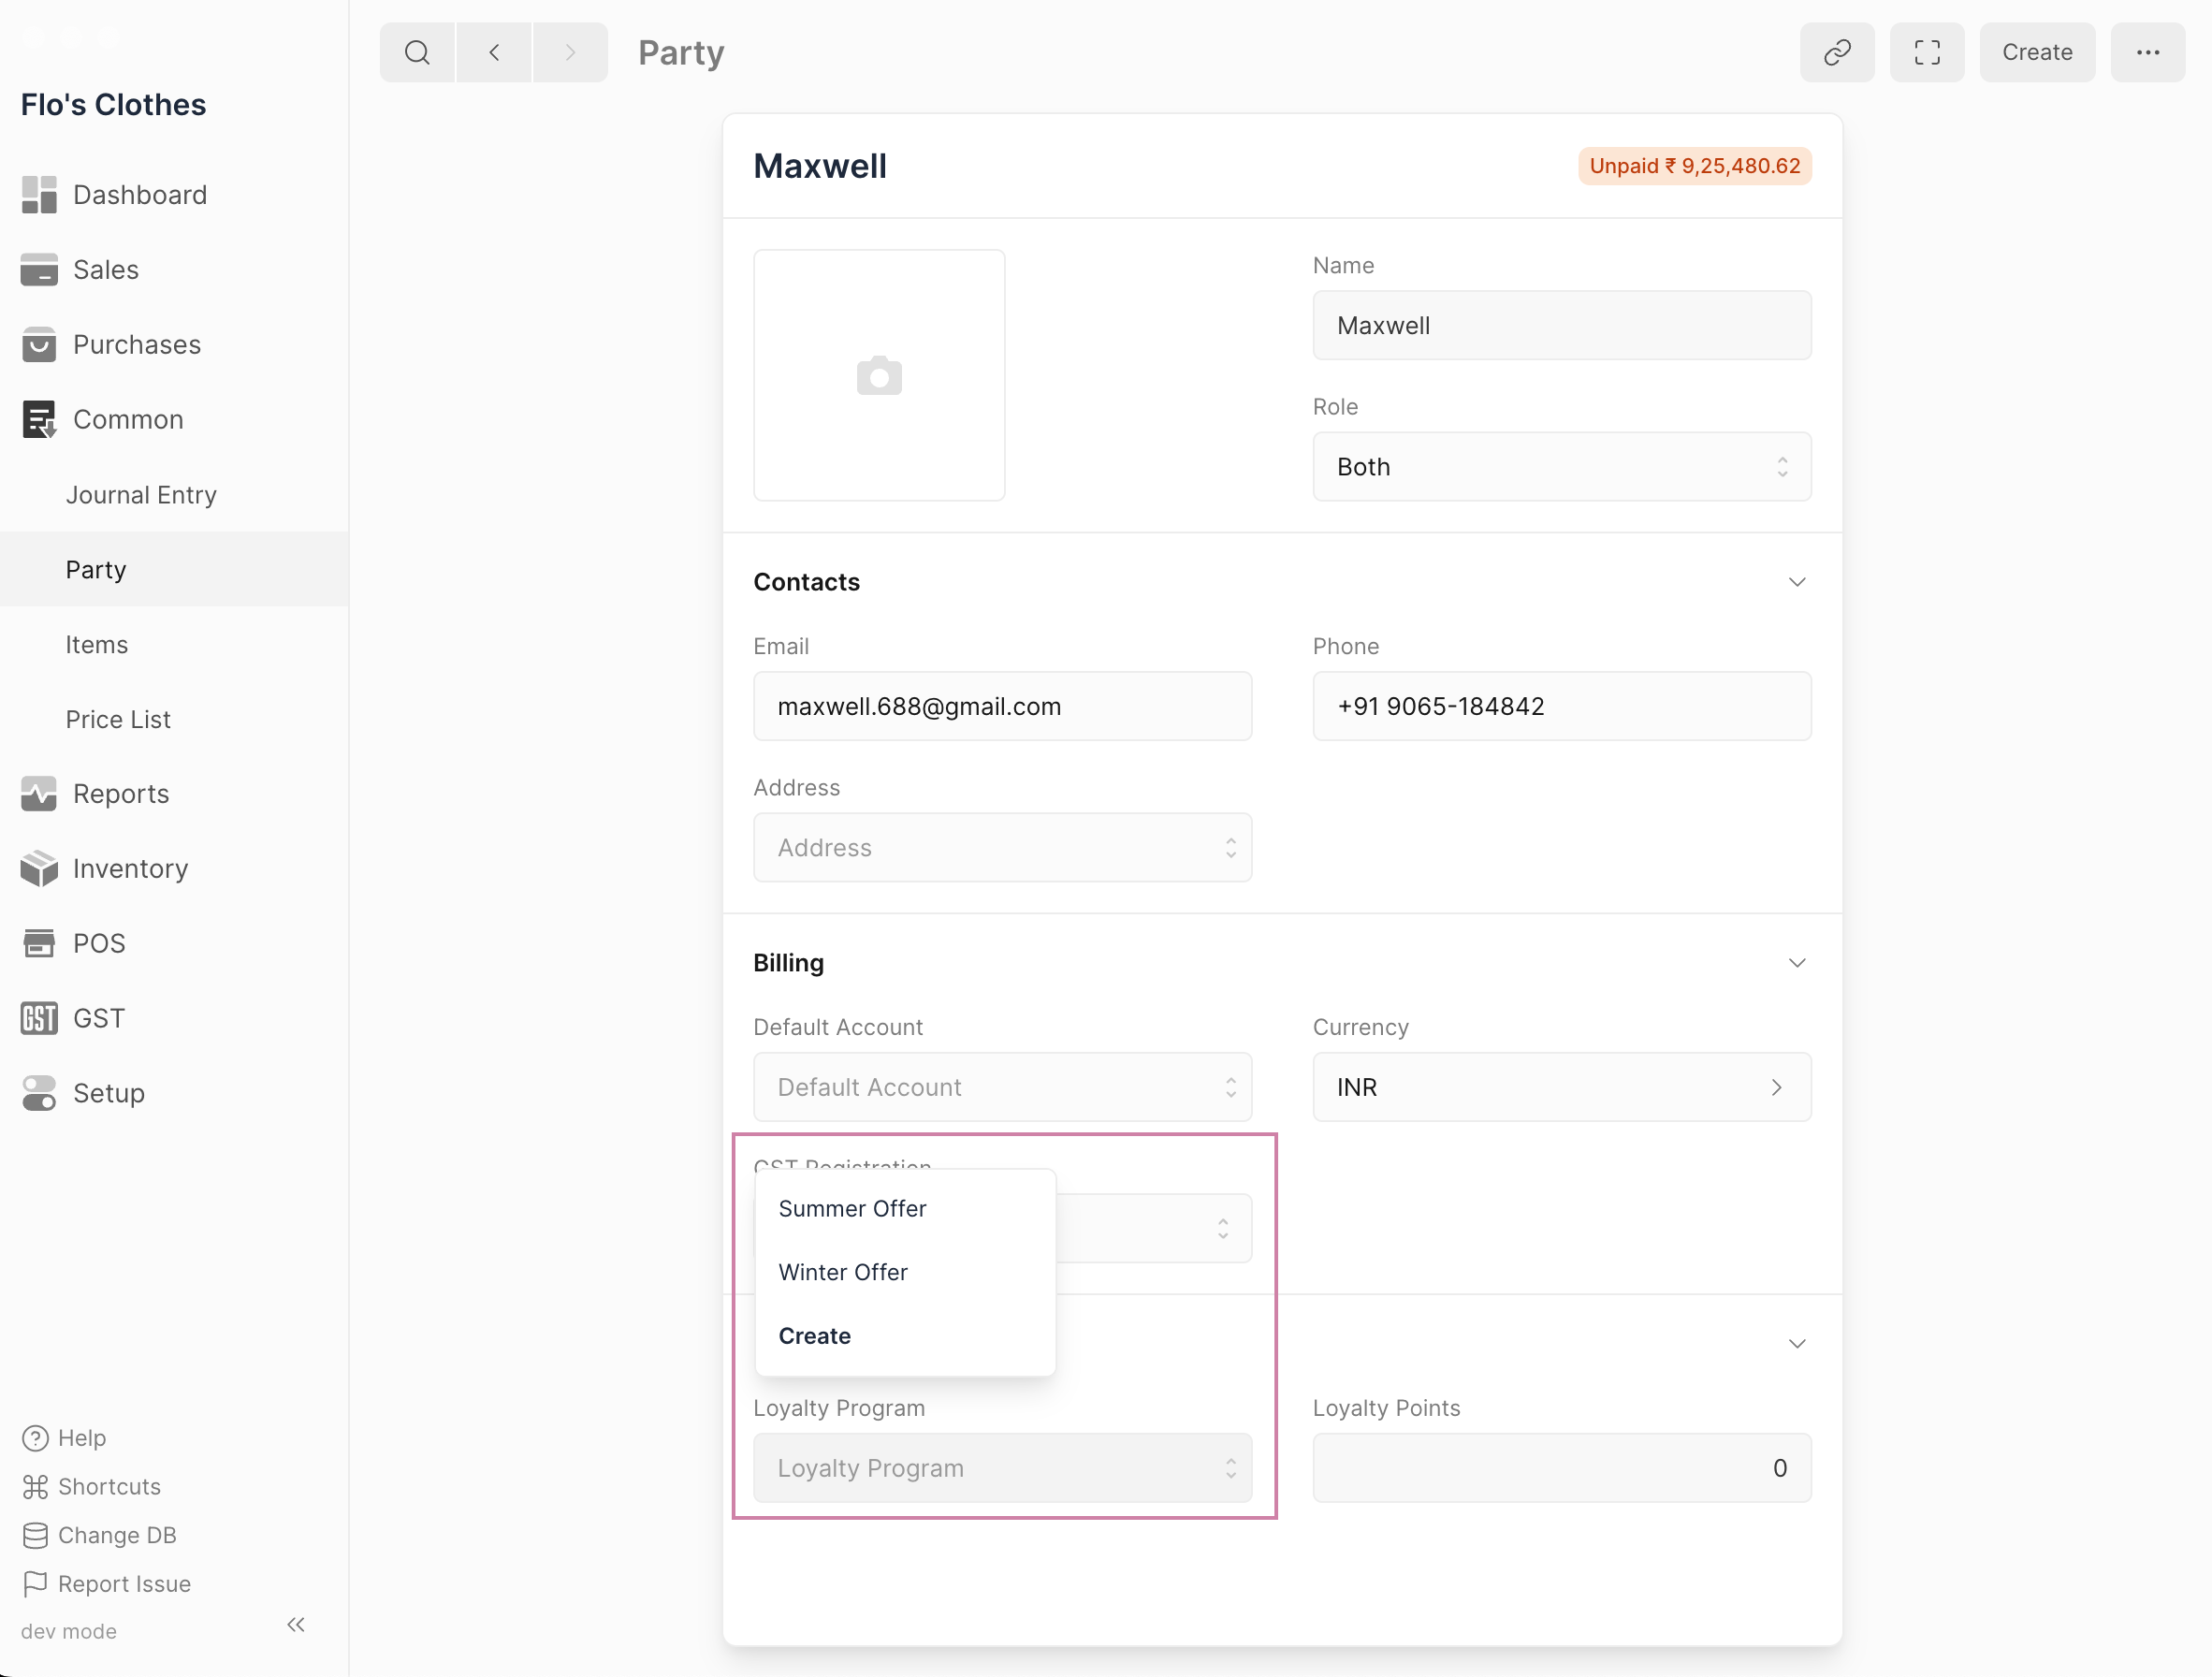 Flo's Clothes
Dashboard
Sales
Purchases
Common
Journal Entry
Party
Items
Price List
Reports
Inventory
POS
GST
GST
Setup
Help
Shortcuts
Change DB
Report Issue
dev mode
Party
Create
Maxwell
Unpaid ₹ 9,25,480.62
Name
Maxwell
Role
Both
Contacts
Email
Phone
maxwell.688@gmail.com
+91 9065-184842
Address
Address
Billing
Default Account
Currency
Default Account
INR
GST Registration
Summer Offer
Winter Offer
Create
Loyalty Program
Loyalty Points
Loyalty Program
0